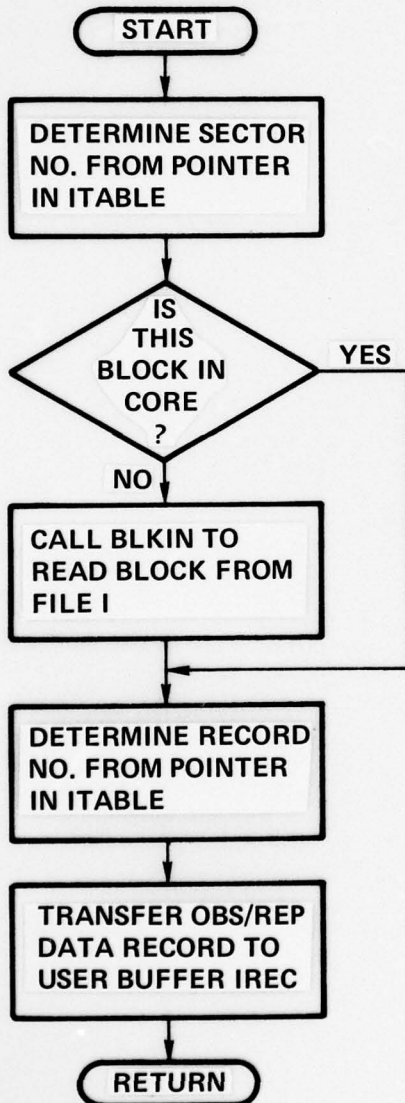 START
DETERMINE SECTOR
NO. FROM POINTER
IN ITABLE
IS
THIS
BLOCK IN
CORE
?
YES
NO
CALL BLKIN TO
READ BLOCK FROM
FILE I
DETERMINE RECORD
NO. FROM POINTER
IN ITABLE
TRANSFER OBS/REP
DATA RECORD TO
USER BUFFER IREC
RETURN